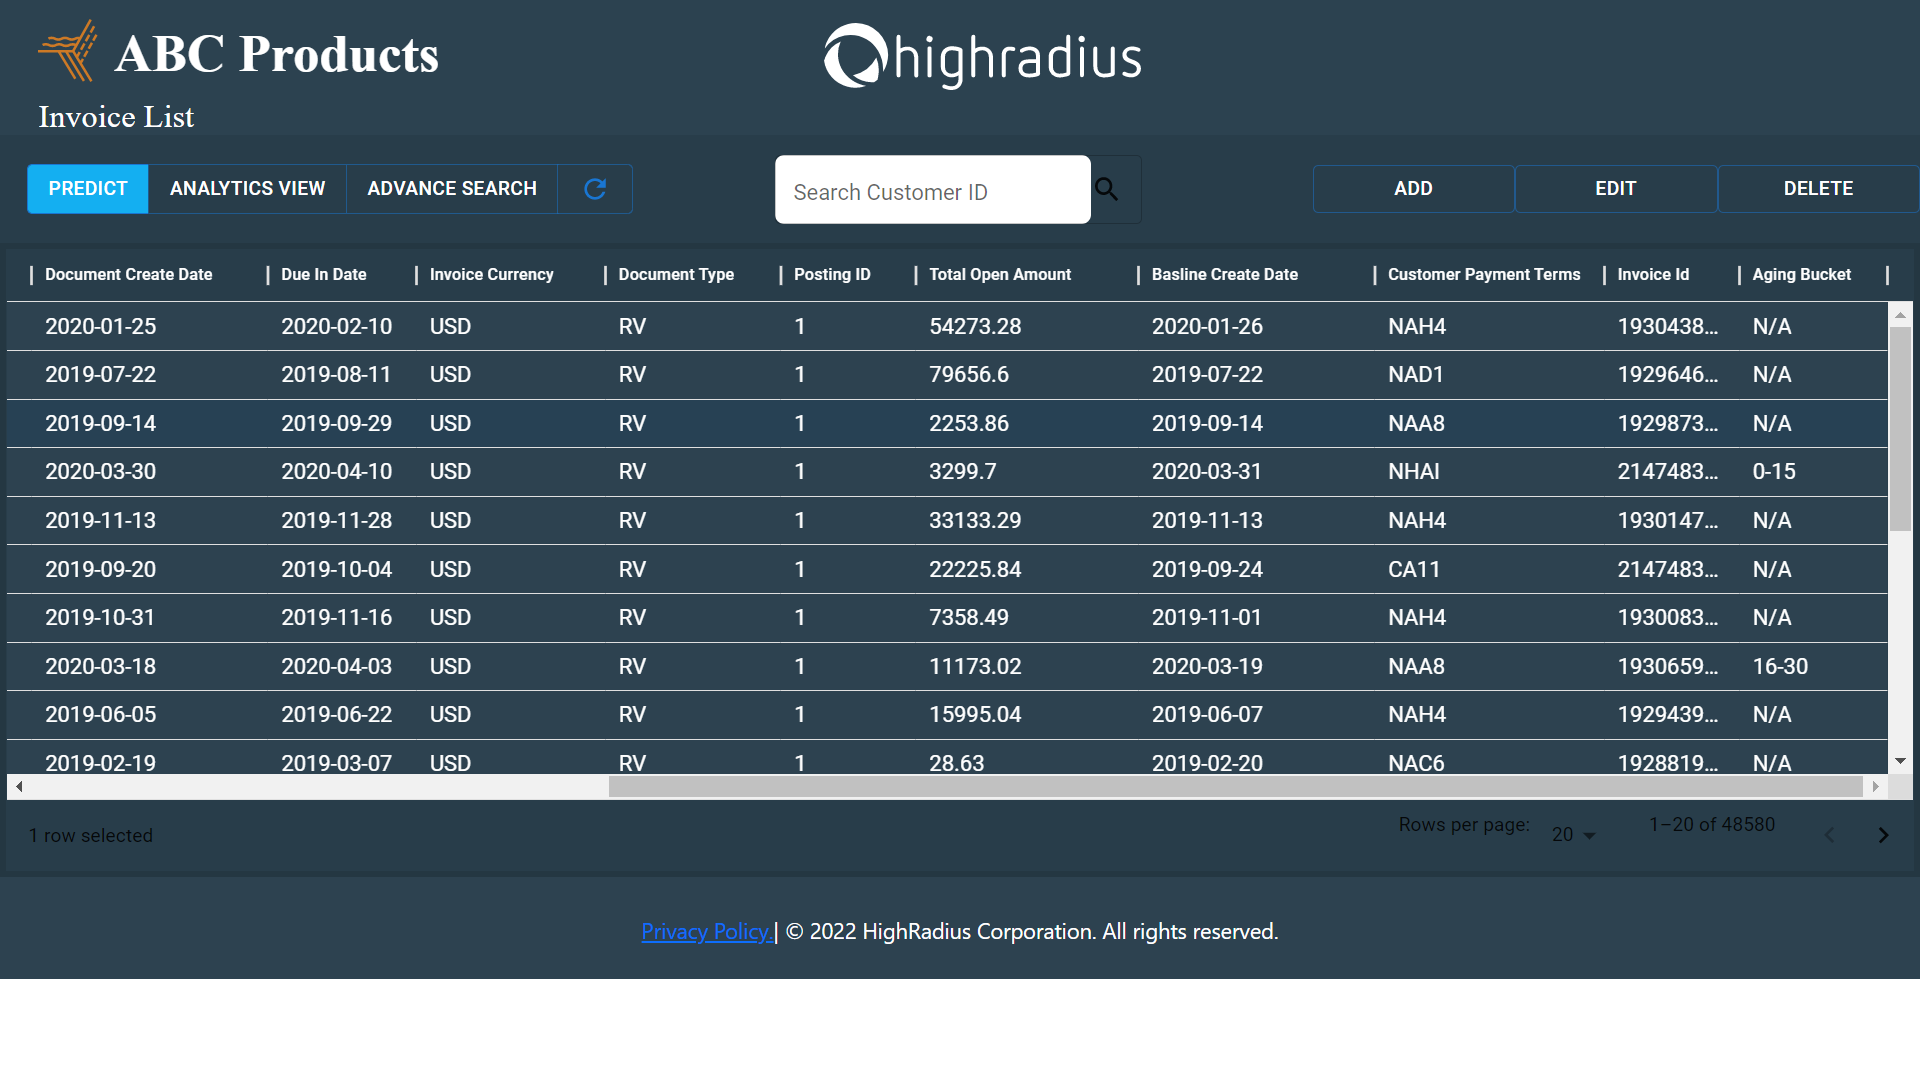 ABC Products
highradius
Invoice List
PREDICT ANALYTICS VIEW ADVANCE SEARCH Search Customer ID ADD EDIT DELETE
Document Create Date Due In Date Invoice Currency Document Type Posting ID Total Open Amount Basline Create Date Customer Payment Terms Invoice Id Aging Bucket
2020-01-25 2020-02-10 USD RV 1 54273.28 2020-01-26 NAH4 1930438... N/A
2019-07-22 2019-08-11 USD RV 1 79656.6 2019-07-22 NAD1 1929646... N/A
2019-09-14 2019-09-29 USD RV 1 2253.86 2019-09-14 NAA8 1929873... N/A
2020-03-30 2020-04-10 USD RV 1 3299.7 2020-03-31 NHAI 2147483... 0-15
2019-11-13 2019-11-28 USD RV 1 33133.29 2019-11-13 NAH4 1930147... N/A
2019-09-20 2019-10-04 USD RV 1 22225.84 2019-09-24 CA11 2147483... N/A
2019-10-31 2019-11-16 USD RV 1 7358.49 2019-11-01 NAH4 1930083... N/A
2020-03-18 2020-04-03 USD RV 1 11173.02 2020-03-19 NAA8 1930659... 16-30
2019-06-05 2019-06-22 USD RV 1 15995.04 2019-06-07 NAH4 1929439... N/A
2019-02-19 2019-03-07 USD RV 1 28.63 2019-02-20 NAC6 1928819... N/A
1 row selected Rows per page: 20 1–20 of 48580
Privacy Policy | © 2022 HighRadius Corporation. All rights reserved.